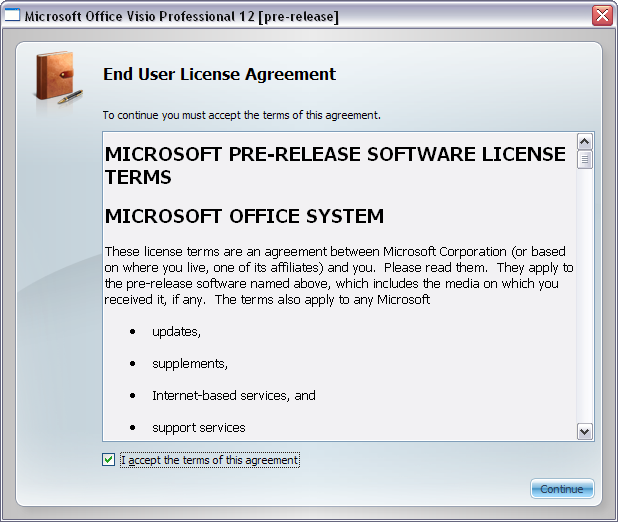 Microsoft Office Visio Professional 12 [pre-release]
End User License Agreement
To continue you must accept the terms of this agreement.
MICROSOFT PRE-RELEASE SOFTWARE LICENSE
TERMS
MICROSOFT OFFICE SYSTEM
These license terms are an agreement between Microsoft Corporation (or based
on where you live, one of its affiliates) and you.  Please read them.  They apply to
the pre-release software named above, which includes the media on which you
received it, if any.  The terms also apply to any Microsoft
• updates,
• supplements,
• Internet-based services, and
• support services
I accept the terms of this agreement
Continue